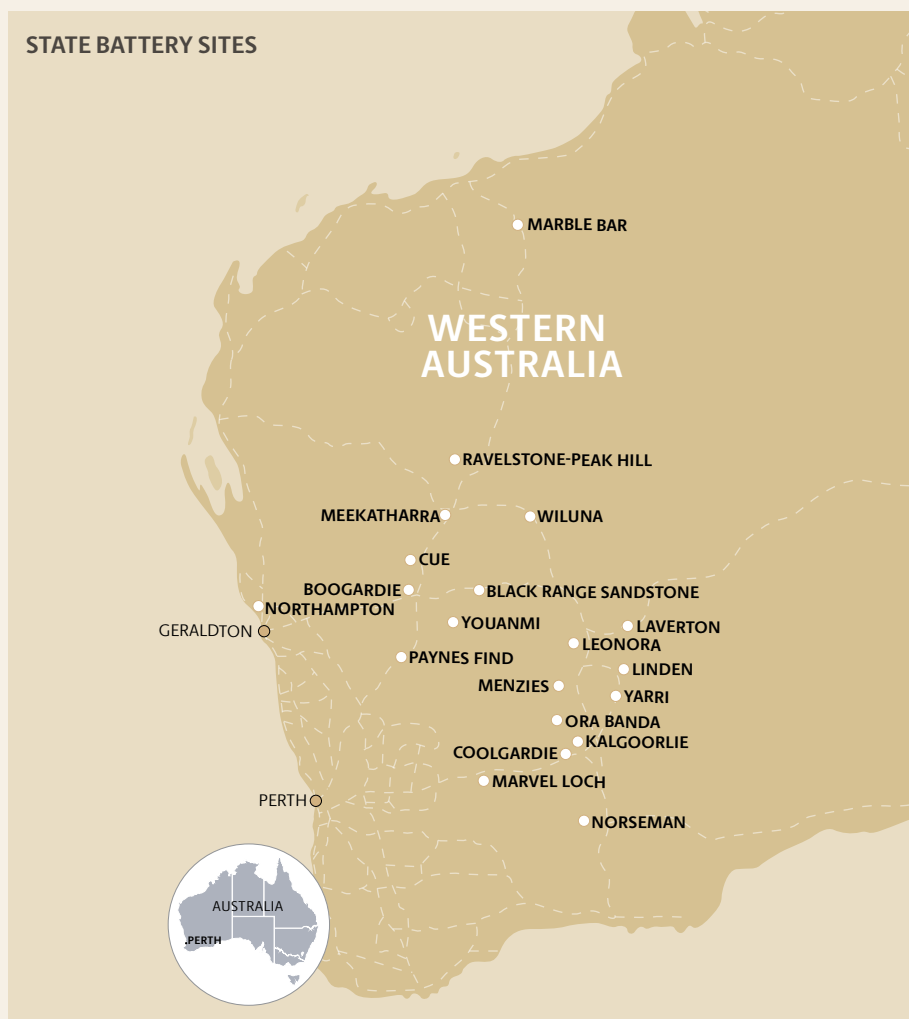 STATE BATTERY SITES
MARBLE BAR
WESTERN
AUSTRALIA
RAVELSTONE-PEAK HILL
MEEKATHARRA
WILUNA
CUE
BOOGARDIE
BLACK RANGE SANDSTONE
NORTHAMPTON
YOUANMI
LAVERTON
GERALDTON
LEONORA
PAYNES FIND
LINDEN
MENZIES
YARRI
ORA BANDA
KALGOORLIE
COOLGARDIE
MARVEL LOCH
PERTH
NORSEMAN
AUSTRALIA
.PERTH